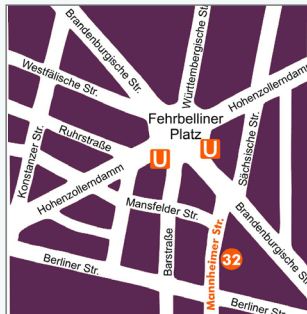 Brandenburgische Str.
Württembergische Str.
Westfälische Str.
Hohenzollerndamm
Fehrbelliner
Platz
Ruhrstraße
U
U
Sächsische Str.
Konstanzer Str.
Hohenzollerndamm
Mansfelder Str.
Brandenburgische Str.
Barstraße
Mannheimer Str.
32
Berliner Str.
Berliner Str.